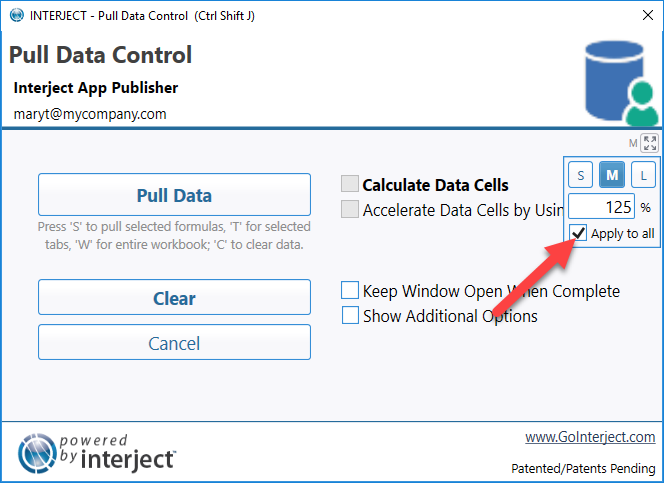 INTERJECT - Pull Data Control (Ctrl Shift J)
Pull Data Control
Interject App Publisher
maryt@mycompany.com
M
S M L
125 %
Apply to all
Pull Data
Press 'S' to pull selected formulas, 'T' for selected
tabs, 'W' for entire workbook; 'C' to clear data.
Calculate Data Cells
Accelerate Data Cells by Usin
Clear
Cancel
Keep Window Open When Complete
Show Additional Options
powered
by interject™
www.GoInterject.com
Patented/Patents Pending